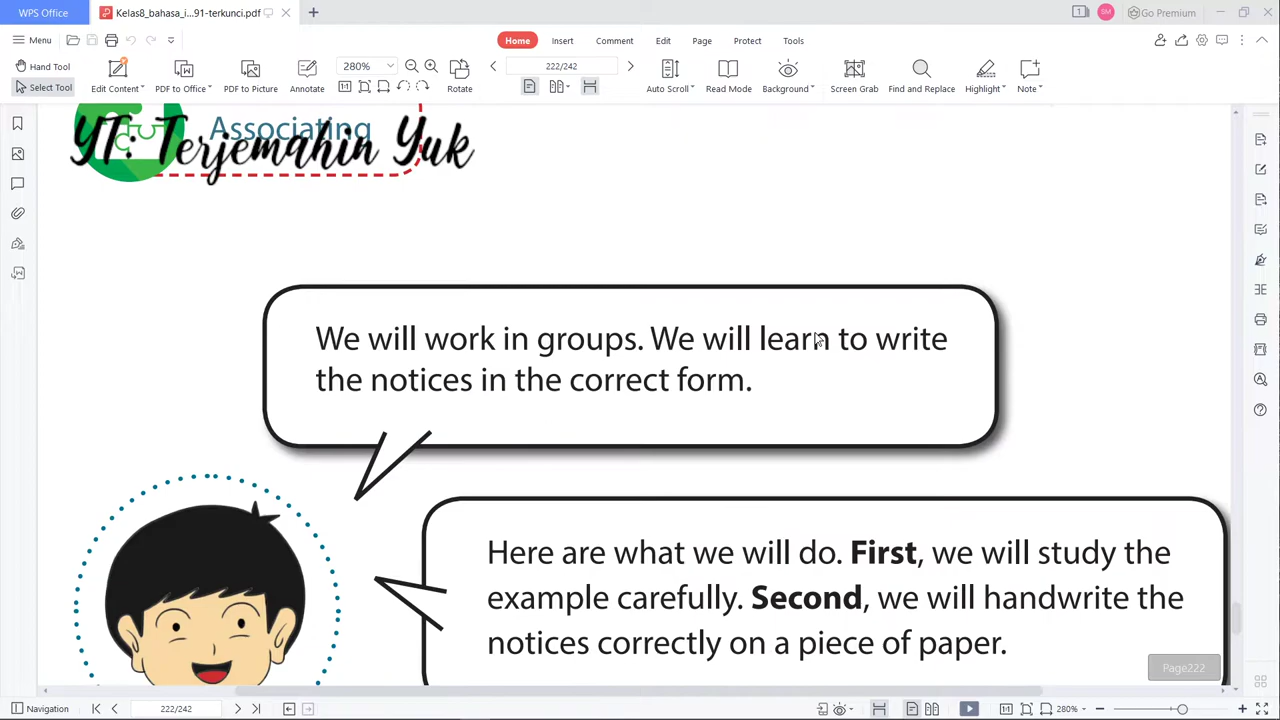 WPS Office
Kelas8_bahasa_i...91-terkunci.pdf
1
BM
Go Premium
Menu
Home
Insert
Comment
Edit
Page
Protect
Tools
Hand Tool
Select Tool
Edit Content
PDF to Office
PDF to Picture
Annotate
280%
Rotate
222/242
Auto Scroll
Read Mode
Background
Screen Grab
Find and Replace
Highlight
Note
Associating
YT: Terjemahin Yuk
We will work in groups. We will learn to write
the notices in the correct form.
Here are what we will do. First, we will study the
example carefully. Second, we will handwrite the
notices correctly on a piece of paper.
Page222
Navigation
222/242
280%